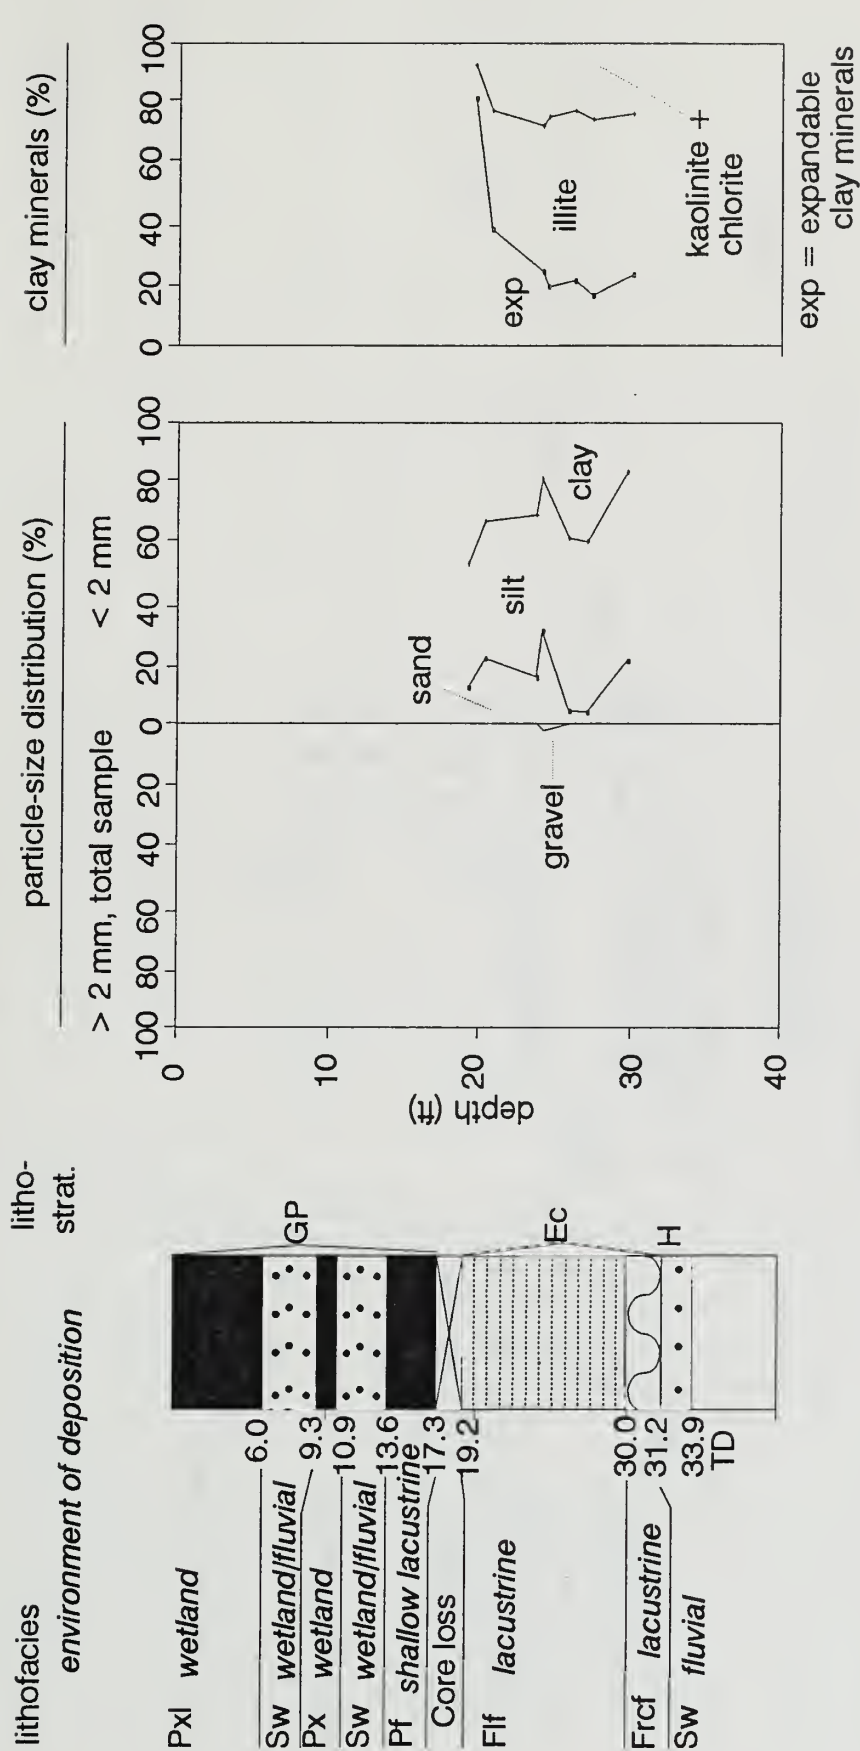 lithofacies
environment of deposition
litho-
strat.
particle-size distribution (%)
> 2 mm, total sample
< 2 mm
clay minerals (%)
100 80 60 40 20 0 20 40 60 80 100
0 20 40 60 80 100
Pxl wetland
6.0
Sw wetland/fluvial
9.3
Px wetland
10.9
Sw wetland/fluvial
13.6
Pf shallow lacustrine
17.3
Core loss
19.2
Flf lacustrine
30.0
Frcf lacustrine
31.2
Sw fluvial
33.9
TD
GP
Ec
H
0
10
20
30
40
depth (ft)
gravel
sand
silt
clay
exp
illite
kaolinite +
chlorite
exp = expandable
clay minerals